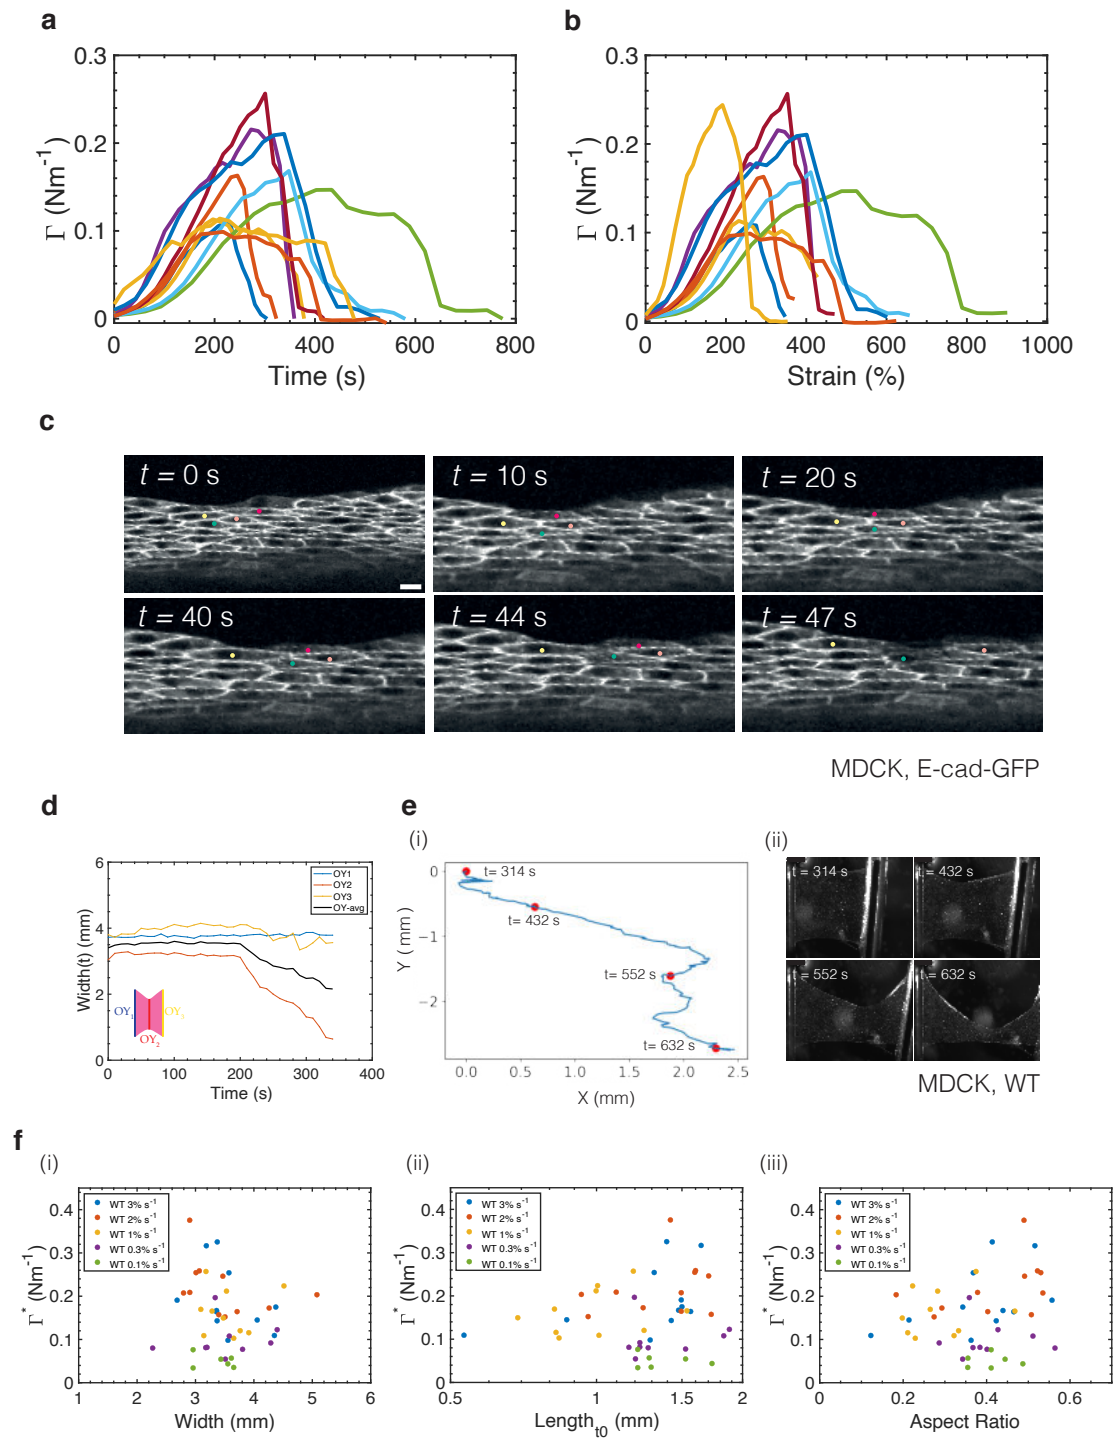 a
b
0.3
0.2
0.1
0
Γ (Nm-1)
0 200 400 600 800
Time (s)
0.3
0.2
0.1
0
Γ (Nm-1)
0 200 400 600 800 1000
Strain (%)
c
t = 0 s
t = 10 s
t = 20 s
t = 40 s
t = 44 s
t = 47 s
MDCK, E-cad-GFP
d
6
4
2
0
Width(t) (mm)
OY1
OY2
OY3
OY-avg
OY1
OY2
OY3
0 100 200 300 400
Time (s)
e
(i)
0
−1
−2
Y ( mm )
t= 314 s
t= 432 s
t= 552 s
t= 632 s
0.0 0.5 1.0 1.5 2.0 2.5
X (mm)
(ii)
t= 314 s
t= 432 s
t= 552 s
t= 632 s
MDCK, WT
f
(i)
0.4
0.3
0.2
0.1
0
Γ* (Nm-1)
WT 3% s-1
WT 2% s-1
WT 1% s-1
WT 0.3% s-1
WT 0.1% s-1
1 2 3 4 5 6
Width (mm)
(ii)
0.4
0.3
0.2
0.1
0
Γ* (Nm-1)
WT 3% s-1
WT 2% s-1
WT 1% s-1
WT 0.3% s-1
WT 0.1% s-1
0.5 1 1.5 2
Lengtht0 (mm)
(iii)
0.4
0.3
0.2
0.1
0
Γ* (Nm-1)
WT 3% s-1
WT 2% s-1
WT 1% s-1
WT 0.3% s-1
WT 0.1% s-1
0 0.2 0.4 0.6
Aspect Ratio